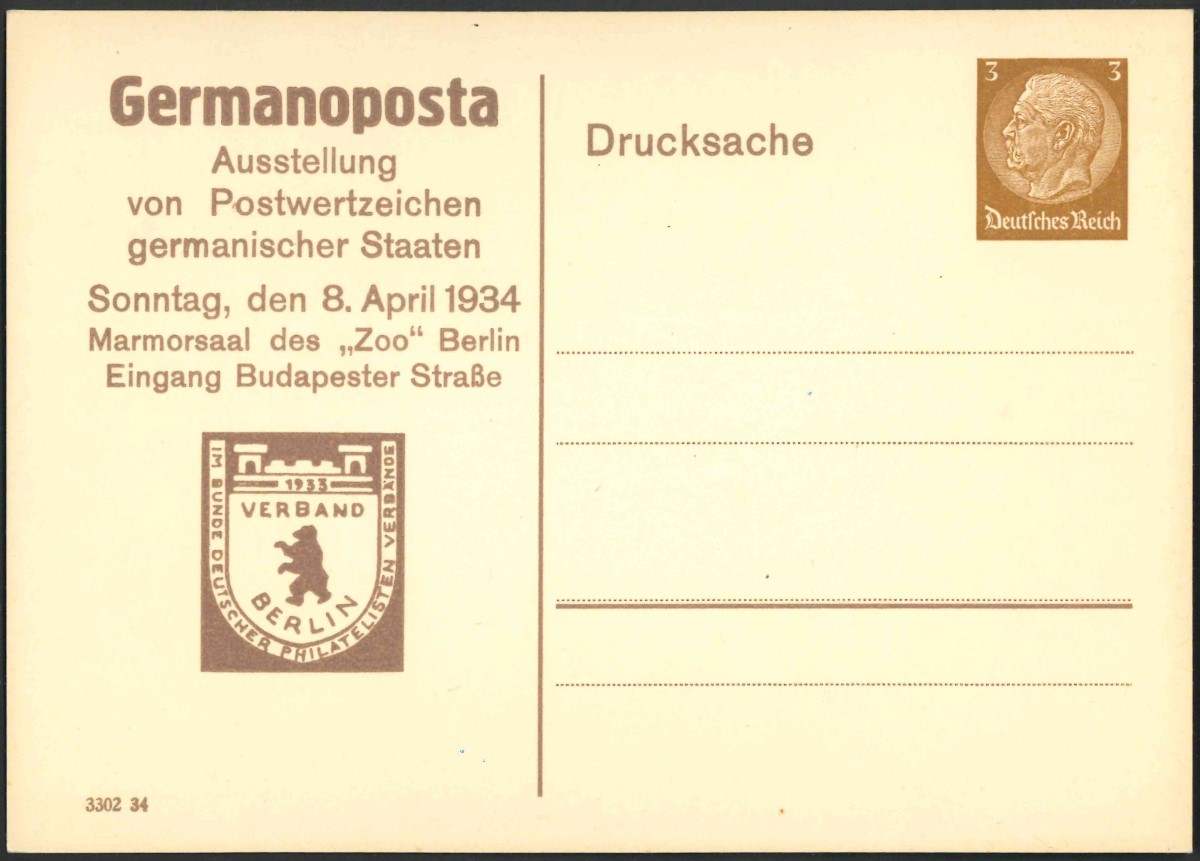 Germanoposta
Ausstellung
von Postwertzeichen
germanischer Staaten
Sonntag, den 8. April 1934
Marmorsaal des „Zoo“ Berlin
Eingang Budapester Straße
1933
VERBAND
BERLIN
IM BUNDE DEUTSCHER PHILATELISTEN VERBÄNDE
3302 34
Drucksache
3 3
Deutſches Reich